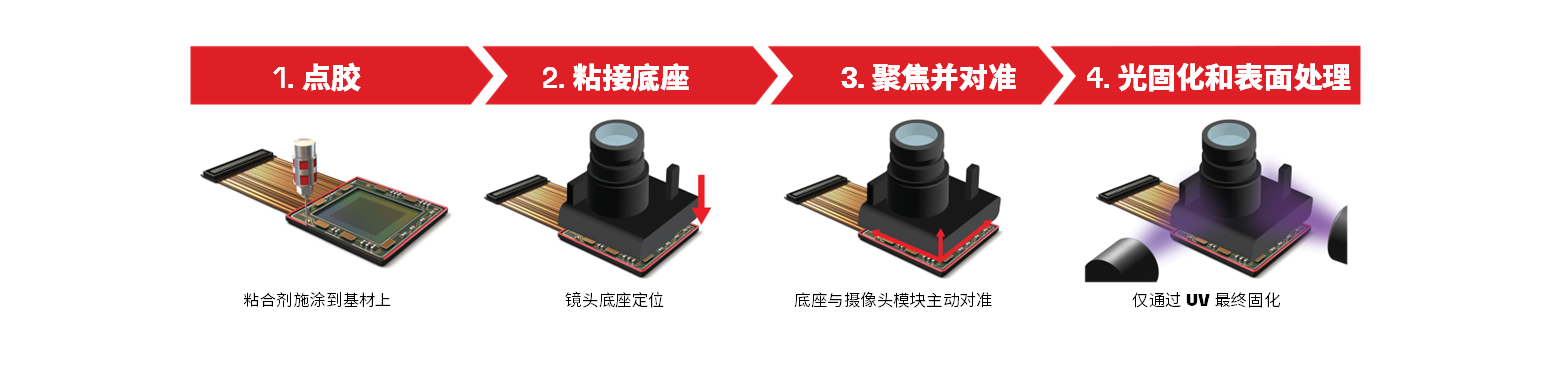 1. 点胶
2. 粘接底座
3. 聚焦并对准
4. 光固化和表面处理
粘合剂施涂到基材上
镜头底座定位
底座与摄像头模块主动对准
仅通过 UV 最终固化